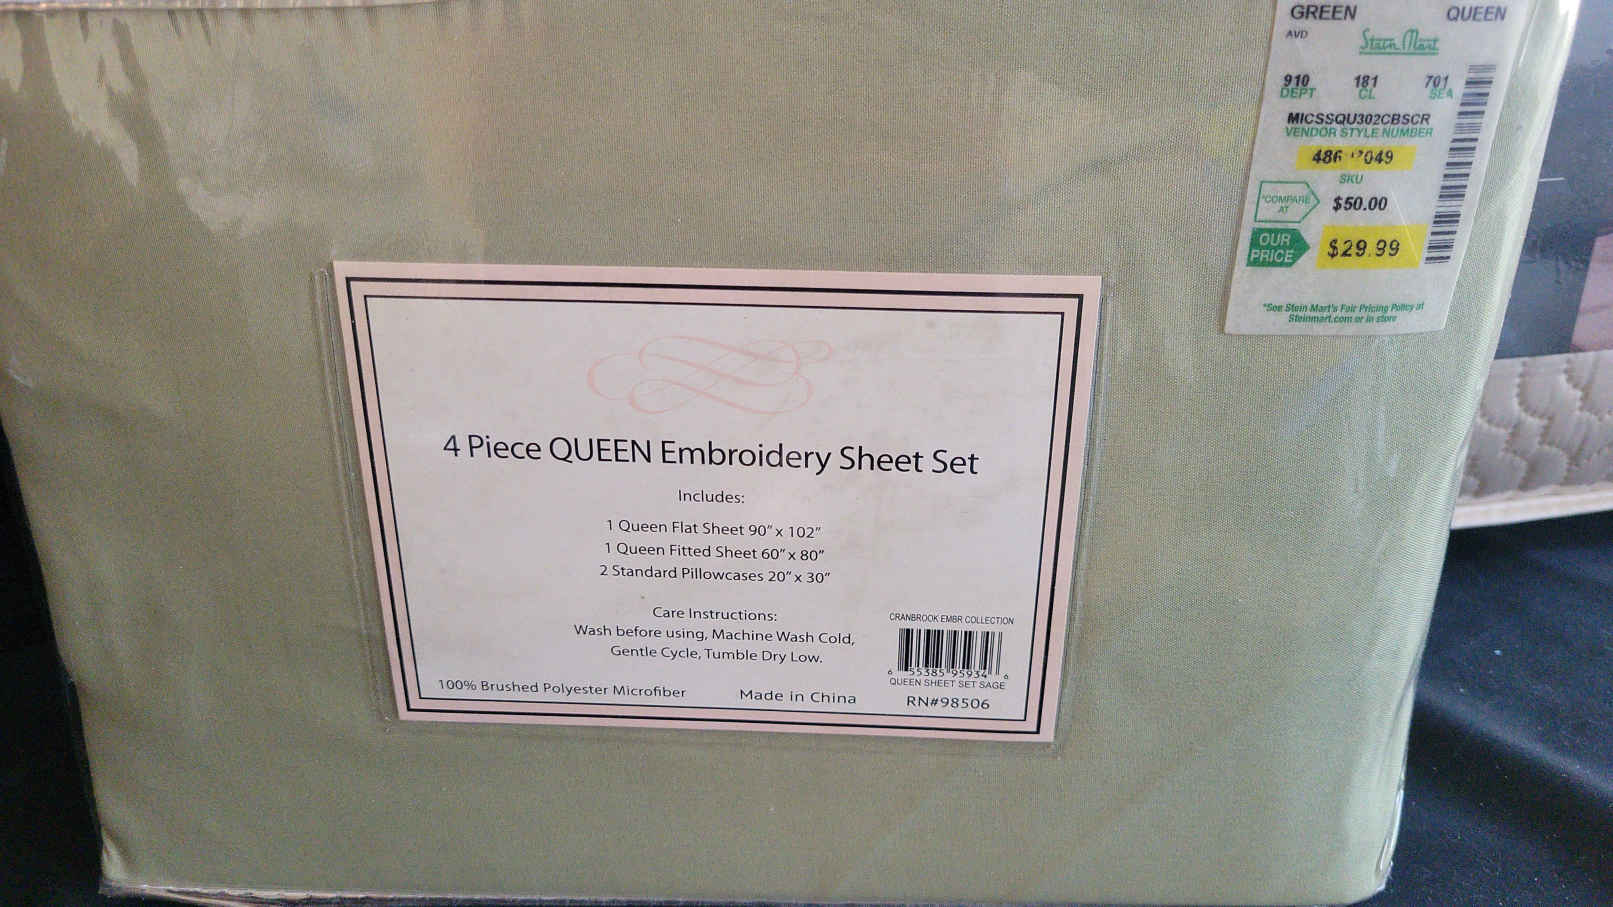 GREEN QUEEN
AVD Stein Mart
910 181 701
DEPT CL SEA
MICSSQU302CBSCR
VENDOR STYLE NUMBER
SKU
*COMPARE AT $50.00
OUR PRICE $29.99
*See Stein Mart's Fair Pricing Policy at
Steinmart.com or in store
4 Piece QUEEN Embroidery Sheet Set
Includes:
1 Queen Flat Sheet 90” x 102”
1 Queen Fitted Sheet 60” x 80”
2 Standard Pillowcases 20” x 30”
Care Instructions:
Wash before using, Machine Wash Cold,
Gentle Cycle, Tumble Dry Low.
CRANBROOK EMBR COLLECTION
6 55385 95934 6
QUEEN SHEET SET SAGE
100% Brushed Polyester Microfiber Made in China RN#98506